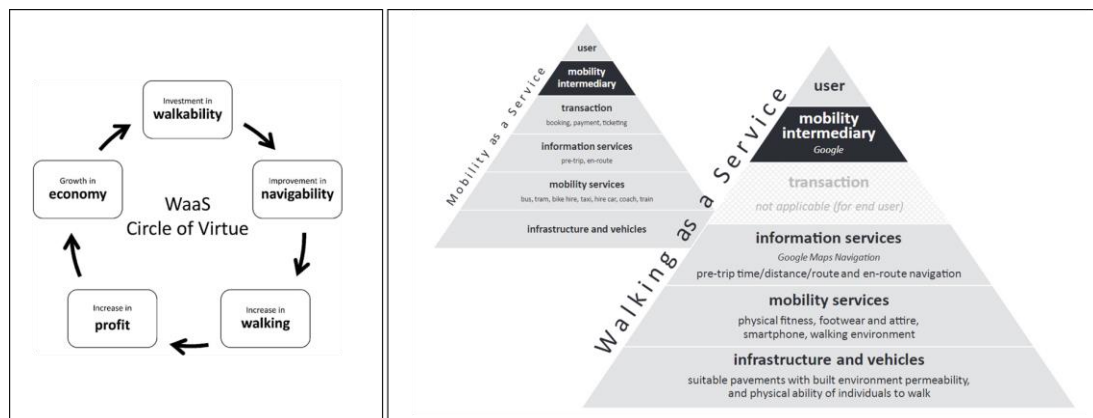 Investment in
walkability
Improvement in
navigability
Increase in
walking
Increase in
profit
Growth in
economy
WaaS
Circle of Virtue
Mobility as a Service
user
mobility
intermediary
transaction
booking, payment, ticketing
information services
pre-trip, en-route
mobility services
bus, tram, bike hire, taxi, hire car, coach, train
infrastructure and vehicles
Walking as a Service
user
mobility
intermediary
Google
transaction
not applicable (for end user)
information services
Google Maps Navigation
pre-trip time/distance/route and en-route navigation
mobility services
physical fitness, footwear and attire,
smartphone, walking environment
infrastructure and vehicles
suitable pavements with built environment permeability,
and physical ability of individuals to walk